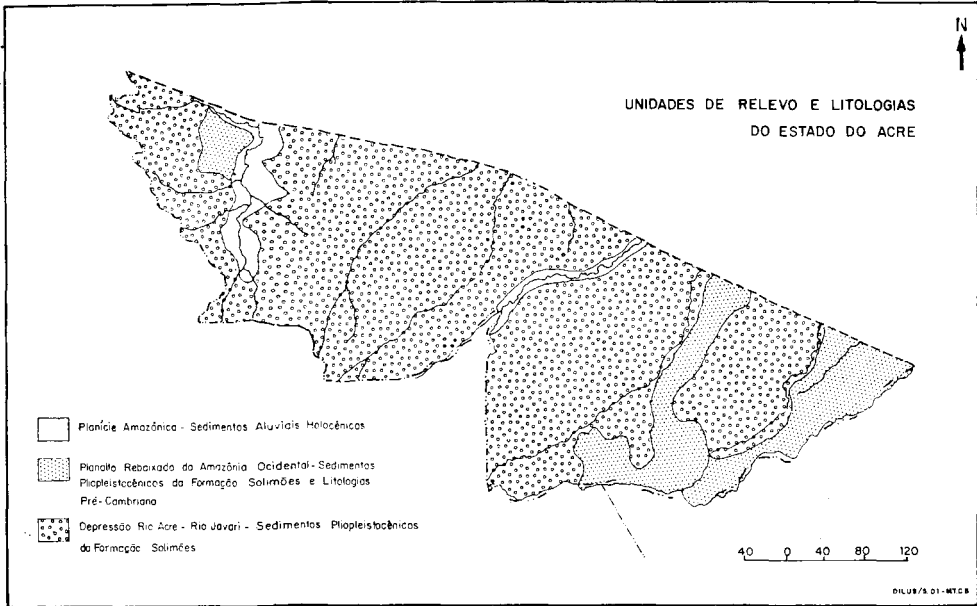 N
UNIDADES DE RELEVO E LITOLOGIAS
DO ESTADO DO ACRE
Planície Amazônica - Sedimentos Aluviais Holocênicos
Planalto Rebaixado da Amazônia Ocidental - Sedimentos
Pliopleistocênicos da Formação Solimões e Litologias
Pré-Cambriana
Depressão Rio Acre - Rio Javari - Sedimentos Pliopleistocênicos
da Formação Solimões
40 0 40 80 120